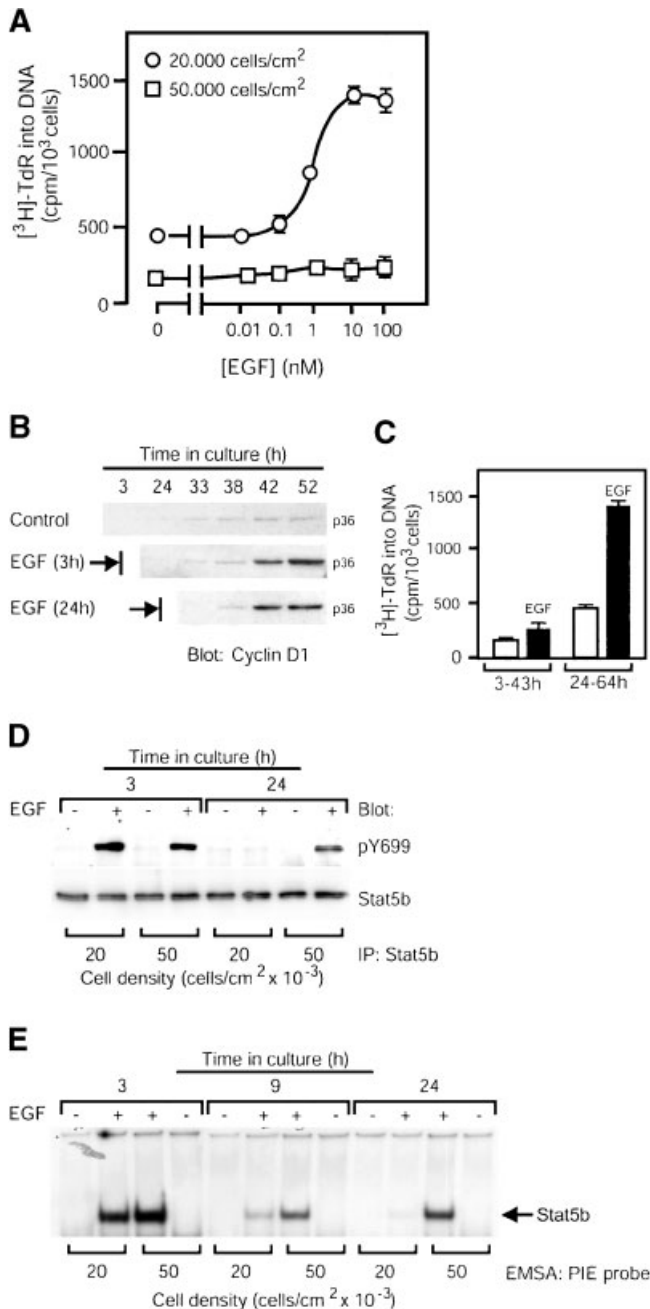 A
[³H]-TdR into DNA
(cpm/10³ cells)
20.000 cells/cm²
50.000 cells/cm²
1500
1000
500
0
0 0.01 0.1 1 10 100
[EGF] (nM)
B
Time in culture (h)
3 24 33 38 42 52
Control p36
EGF (3h) p36
EGF (24h) p36
Blot: Cyclin D1
C
[³H]-TdR into DNA
(cpm/10³ cells)
1500
1000
500
0
EGF
EGF
3-43h 24-64h
D
Time in culture (h)
3 24
EGF - + - + - + - + Blot:
pY699
Stat5b
20 50 20 50 IP: Stat5b
Cell density (cells/cm² x 10⁻³)
E
Time in culture (h)
3 9 24
EGF - + + - - + + - - + + -
Stat5b
20 50 20 50 20 50 EMSA: PIE probe
Cell density (cells/cm² x 10⁻³)